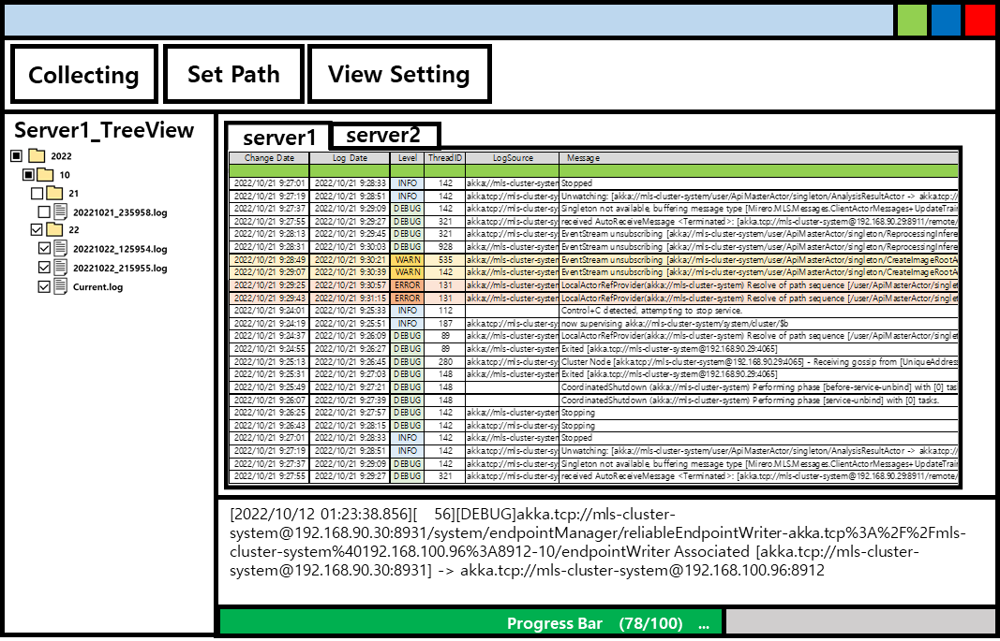 Collecting Set Path View Setting
Server1_TreeView
2022
10
21
20221021_235958.log
22
20221022_125954.log
20221022_215955.log
Current.log
server1 server2
Change Date Log Date Level ThreadID LogSource Message
2022/10/21 9:27:01 2022/10/21 9:28:33 INFO 142 akka://mls-cluster-system Stopped
2022/10/21 9:27:19 2022/10/21 9:28:51 INFO 142 akka.tcp://mls-cluster-sy Unwatching: [akka://mls-cluster-system/user/ApiMasterActor/singleton/AnalysisResultActor -> akka.tcp:/
2022/10/21 9:27:37 2022/10/21 9:29:09 DEBUG 142 akka.tcp://mls-cluster-sy Singleton not available, buffering message type [Mirero.MLS.Messages.ClientActorMessages+UpdateTrain
2022/10/21 9:27:55 2022/10/21 9:29:27 DEBUG 321 akka.tcp://mls-cluster-sy received AutoReceiveMessage <Terminated>: [akka.tcp://mls-cluster-system@192.168.90.29:8911/remote/
2022/10/21 9:28:13 2022/10/21 9:29:45 DEBUG 321 akka://mls-cluster-system EventStream unsubscribing [akka://mls-cluster-system/user/ApiMasterActor/singleton/ReprocessingInfere
2022/10/21 9:28:31 2022/10/21 9:30:03 DEBUG 928 akka://mls-cluster-system EventStream unsubscribing [akka://mls-cluster-system/user/ApiMasterActor/singleton/ReprocessingInfere
2022/10/21 9:28:49 2022/10/21 9:30:21 WARN 535 akka://mls-cluster-system EventStream unsubscribing [akka://mls-cluster-system/user/ApiMasterActor/singleton/CreateImageRootA
2022/10/21 9:29:07 2022/10/21 9:30:39 WARN 142 akka://mls-cluster-system EventStream unsubscribing [akka://mls-cluster-system/user/ApiMasterActor/singleton/CreateImageRootA
2022/10/21 9:29:25 2022/10/21 9:30:57 ERROR 131 akka://mls-cluster-system LocalActorRefProvider(akka://mls-cluster-system) Resolve of path sequence [/user/ApiMasterActor/singlet
2022/10/21 9:29:43 2022/10/21 9:31:15 ERROR 131 akka://mls-cluster-system LocalActorRefProvider(akka://mls-cluster-system) Resolve of path sequence [/user/ApiMasterActor/singlet
2022/10/21 9:24:01 2022/10/21 9:25:33 INFO 112 Control+C detected, attempting to stop service.
2022/10/21 9:24:19 2022/10/21 9:25:51 INFO 187 akka.tcp://mls-cluster-sy now supervising akka://mls-cluster-system/system/cluster/$b
2022/10/21 9:24:37 2022/10/21 9:26:09 DEBUG 89 akka://mls-cluster-system LocalActorRefProvider(akka://mls-cluster-system) Resolve of path sequence [/user/ApiMasterActor/singlet
2022/10/21 9:24:55 2022/10/21 9:26:27 DEBUG 89 akka://mls-cluster-system Exited [akka.tcp://mls-cluster-system@192.168.90.29:4065]
2022/10/21 9:25:13 2022/10/21 9:26:45 DEBUG 280 akka://mls-cluster-system Cluster Node [akka.tcp://mls-cluster-system@192.168.90.29:4065] - Receiving gossip from [UniqueAddress
2022/10/21 9:25:31 2022/10/21 9:27:03 DEBUG 148 akka://mls-cluster-system Exited [akka.tcp://mls-cluster-system@192.168.90.29:4065]
2022/10/21 9:25:49 2022/10/21 9:27:21 DEBUG 148 CoordinatedShutdown (akka://mls-cluster-system) Performing phase [before-service-unbind] with [0] tasl
2022/10/21 9:26:07 2022/10/21 9:27:39 DEBUG 148 CoordinatedShutdown (akka://mls-cluster-system) Performing phase [service-unbind] with [0] tasks.
2022/10/21 9:26:25 2022/10/21 9:27:57 DEBUG 142 akka://mls-cluster-system Stopping
2022/10/21 9:26:43 2022/10/21 9:28:15 DEBUG 142 akka.tcp://mls-cluster-sy Stopping
2022/10/21 9:27:01 2022/10/21 9:28:33 INFO 142 akka://mls-cluster-system Stopped
2022/10/21 9:27:19 2022/10/21 9:28:51 INFO 142 akka.tcp://mls-cluster-sy Unwatching: [akka://mls-cluster-system/user/ApiMasterActor/singleton/AnalysisResultActor -> akka.tcp:/
2022/10/21 9:27:37 2022/10/21 9:29:09 DEBUG 142 akka.tcp://mls-cluster-sy Singleton not available, buffering message type [Mirero.MLS.Messages.ClientActorMessages+UpdateTrain
2022/10/21 9:27:55 2022/10/21 9:29:27 DEBUG 321 akka.tcp://mls-cluster-sy received AutoReceiveMessage <Terminated>: [akka.tcp://mls-cluster-system@192.168.90.29:8911/remote/
[2022/10/12 01:23:38.856][ 56][DEBUG]akka.tcp://mls-cluster-
system@192.168.90.30:8931/system/endpointManager/reliableEndpointWriter-akka.tcp%3A%2F%2Fmls-
cluster-system%40192.168.100.96%3A8912-10/endpointWriter Associated [akka.tcp://mls-cluster-
system@192.168.90.30:8931] -> akka.tcp://mls-cluster-system@192.168.100.96:8912
Progress Bar (78/100) ...